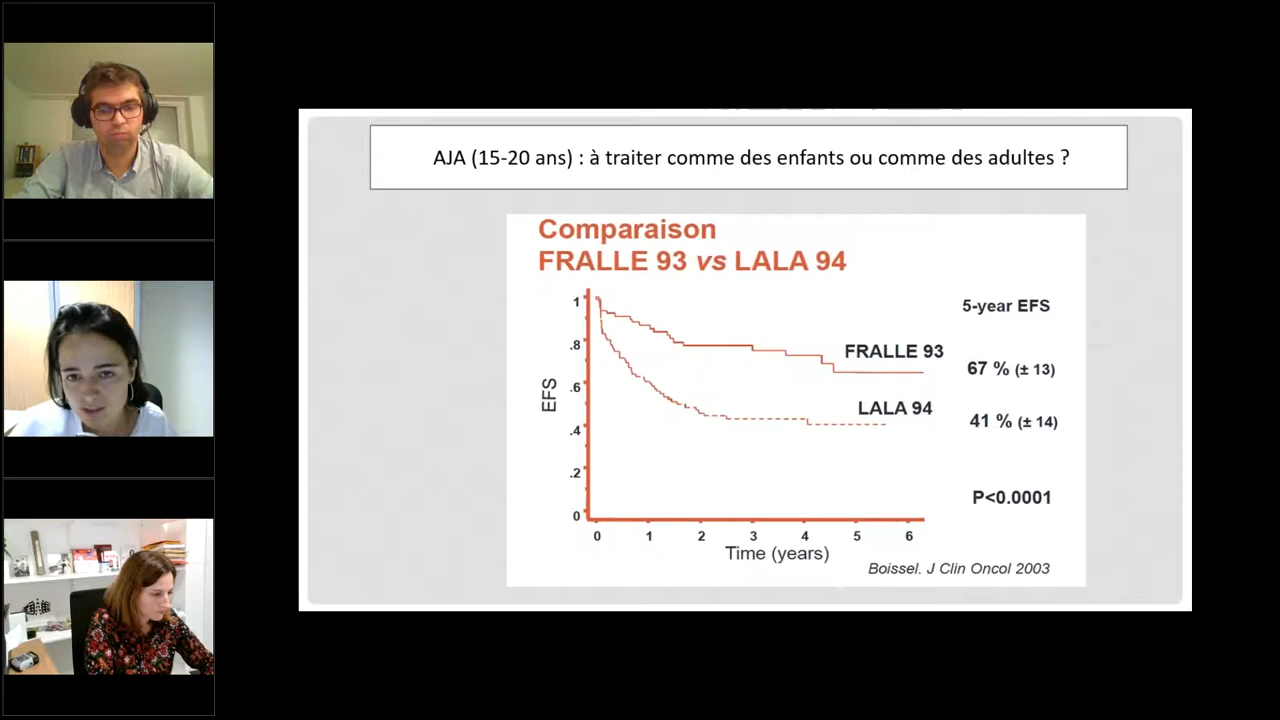 AJA (15-20 ans) : à traiter comme des enfants ou comme des adultes ?
Comparaison
FRALLE 93 vs LALA 94
5-year EFS
1
.8
.6
.4
.2
0
EFS
FRALLE 93
67 % (± 13)
LALA 94
41 % (± 14)
P<0.0001
0 1 2 3 4 5 6
Time (years)
Boissel. J Clin Oncol 2003